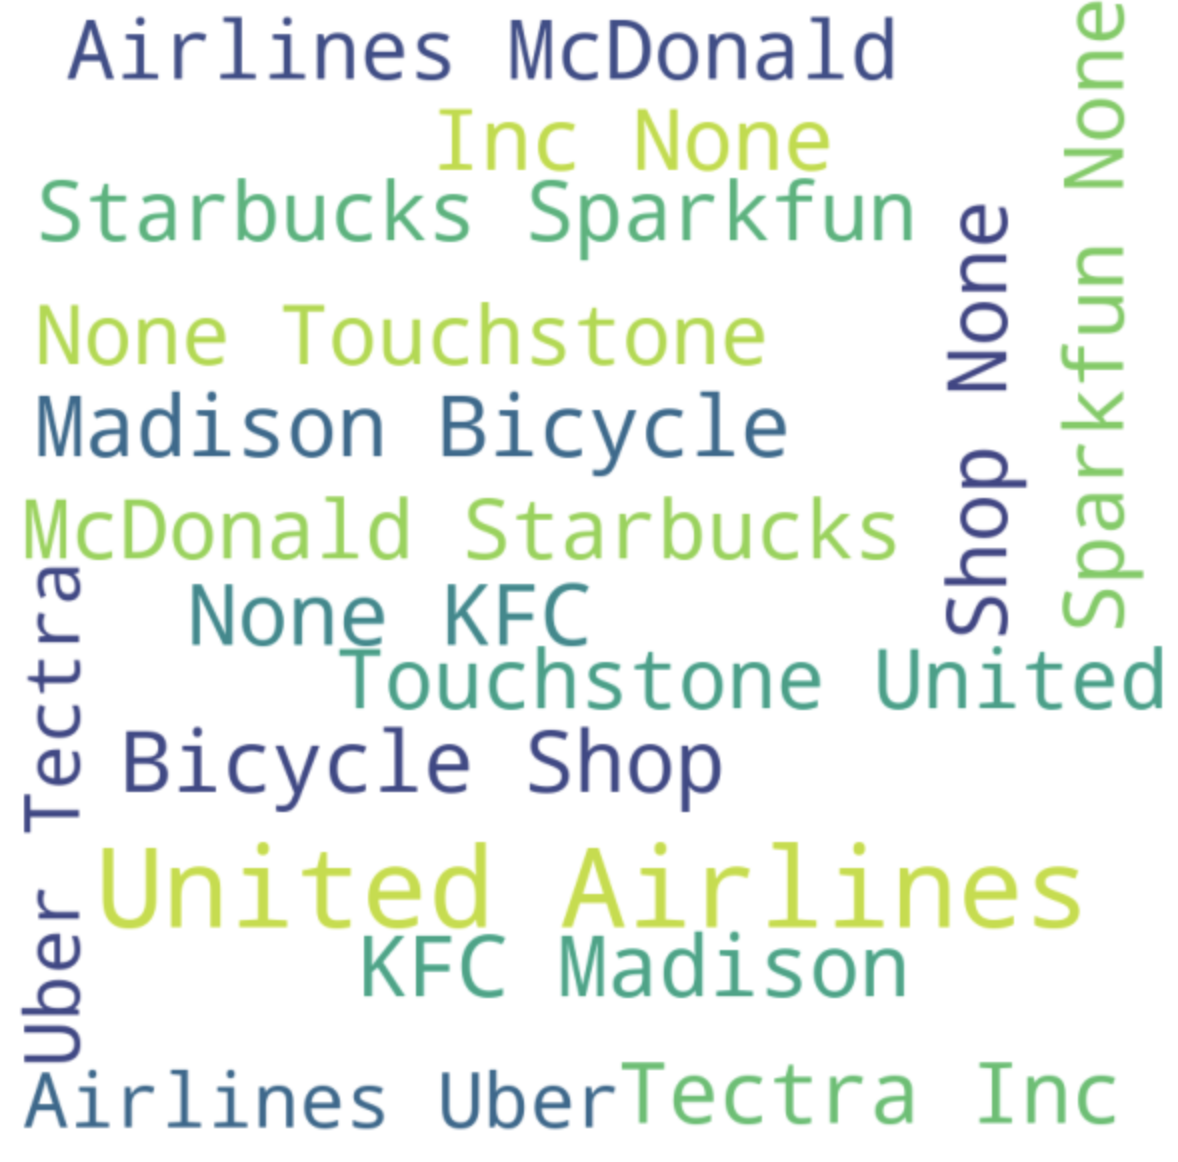 Airlines McDonald
Inc None
Starbucks Sparkfun
None Touchstone
Madison Bicycle
McDonald Starbucks
None KFC
Touchstone United
Bicycle Shop
United Airlines
KFC Madison
Airlines Uber
Tectra Inc
Uber Tectra
Shop None
Sparkfun None